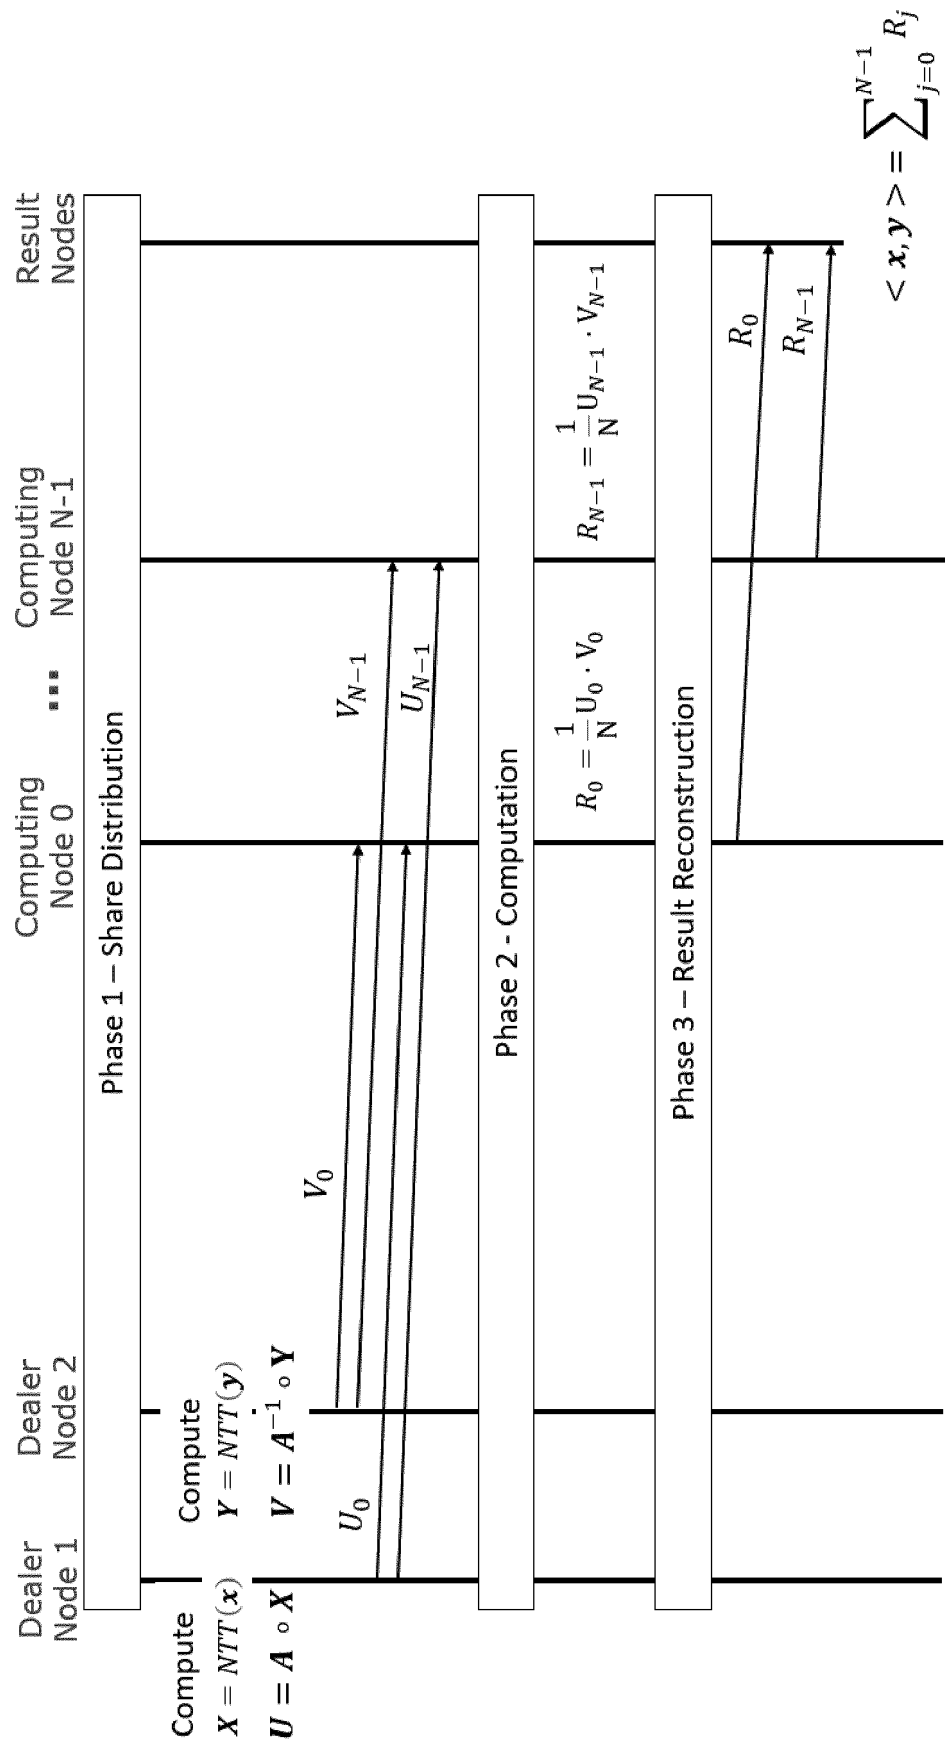 Dealer
Node 1
Dealer
Node 2
Computing
Node 0
...
Computing
Node N-1
Result
Nodes
Phase 1 – Share Distribution
Compute
X = NTT(x)
U = A ∘ X
Compute
Y = NTT(y)
V = A⁻¹ ∘ Y
V₀
V_{N−1}
U₀
U_{N−1}
Phase 2 - Computation
R₀ = 1/N U₀ · V₀
R_{N−1} = 1/N U_{N−1} · V_{N−1}
Phase 3 – Result Reconstruction
R₀
R_{N−1}
< x, y > = ∑_{j=0}^{N−1} R_j